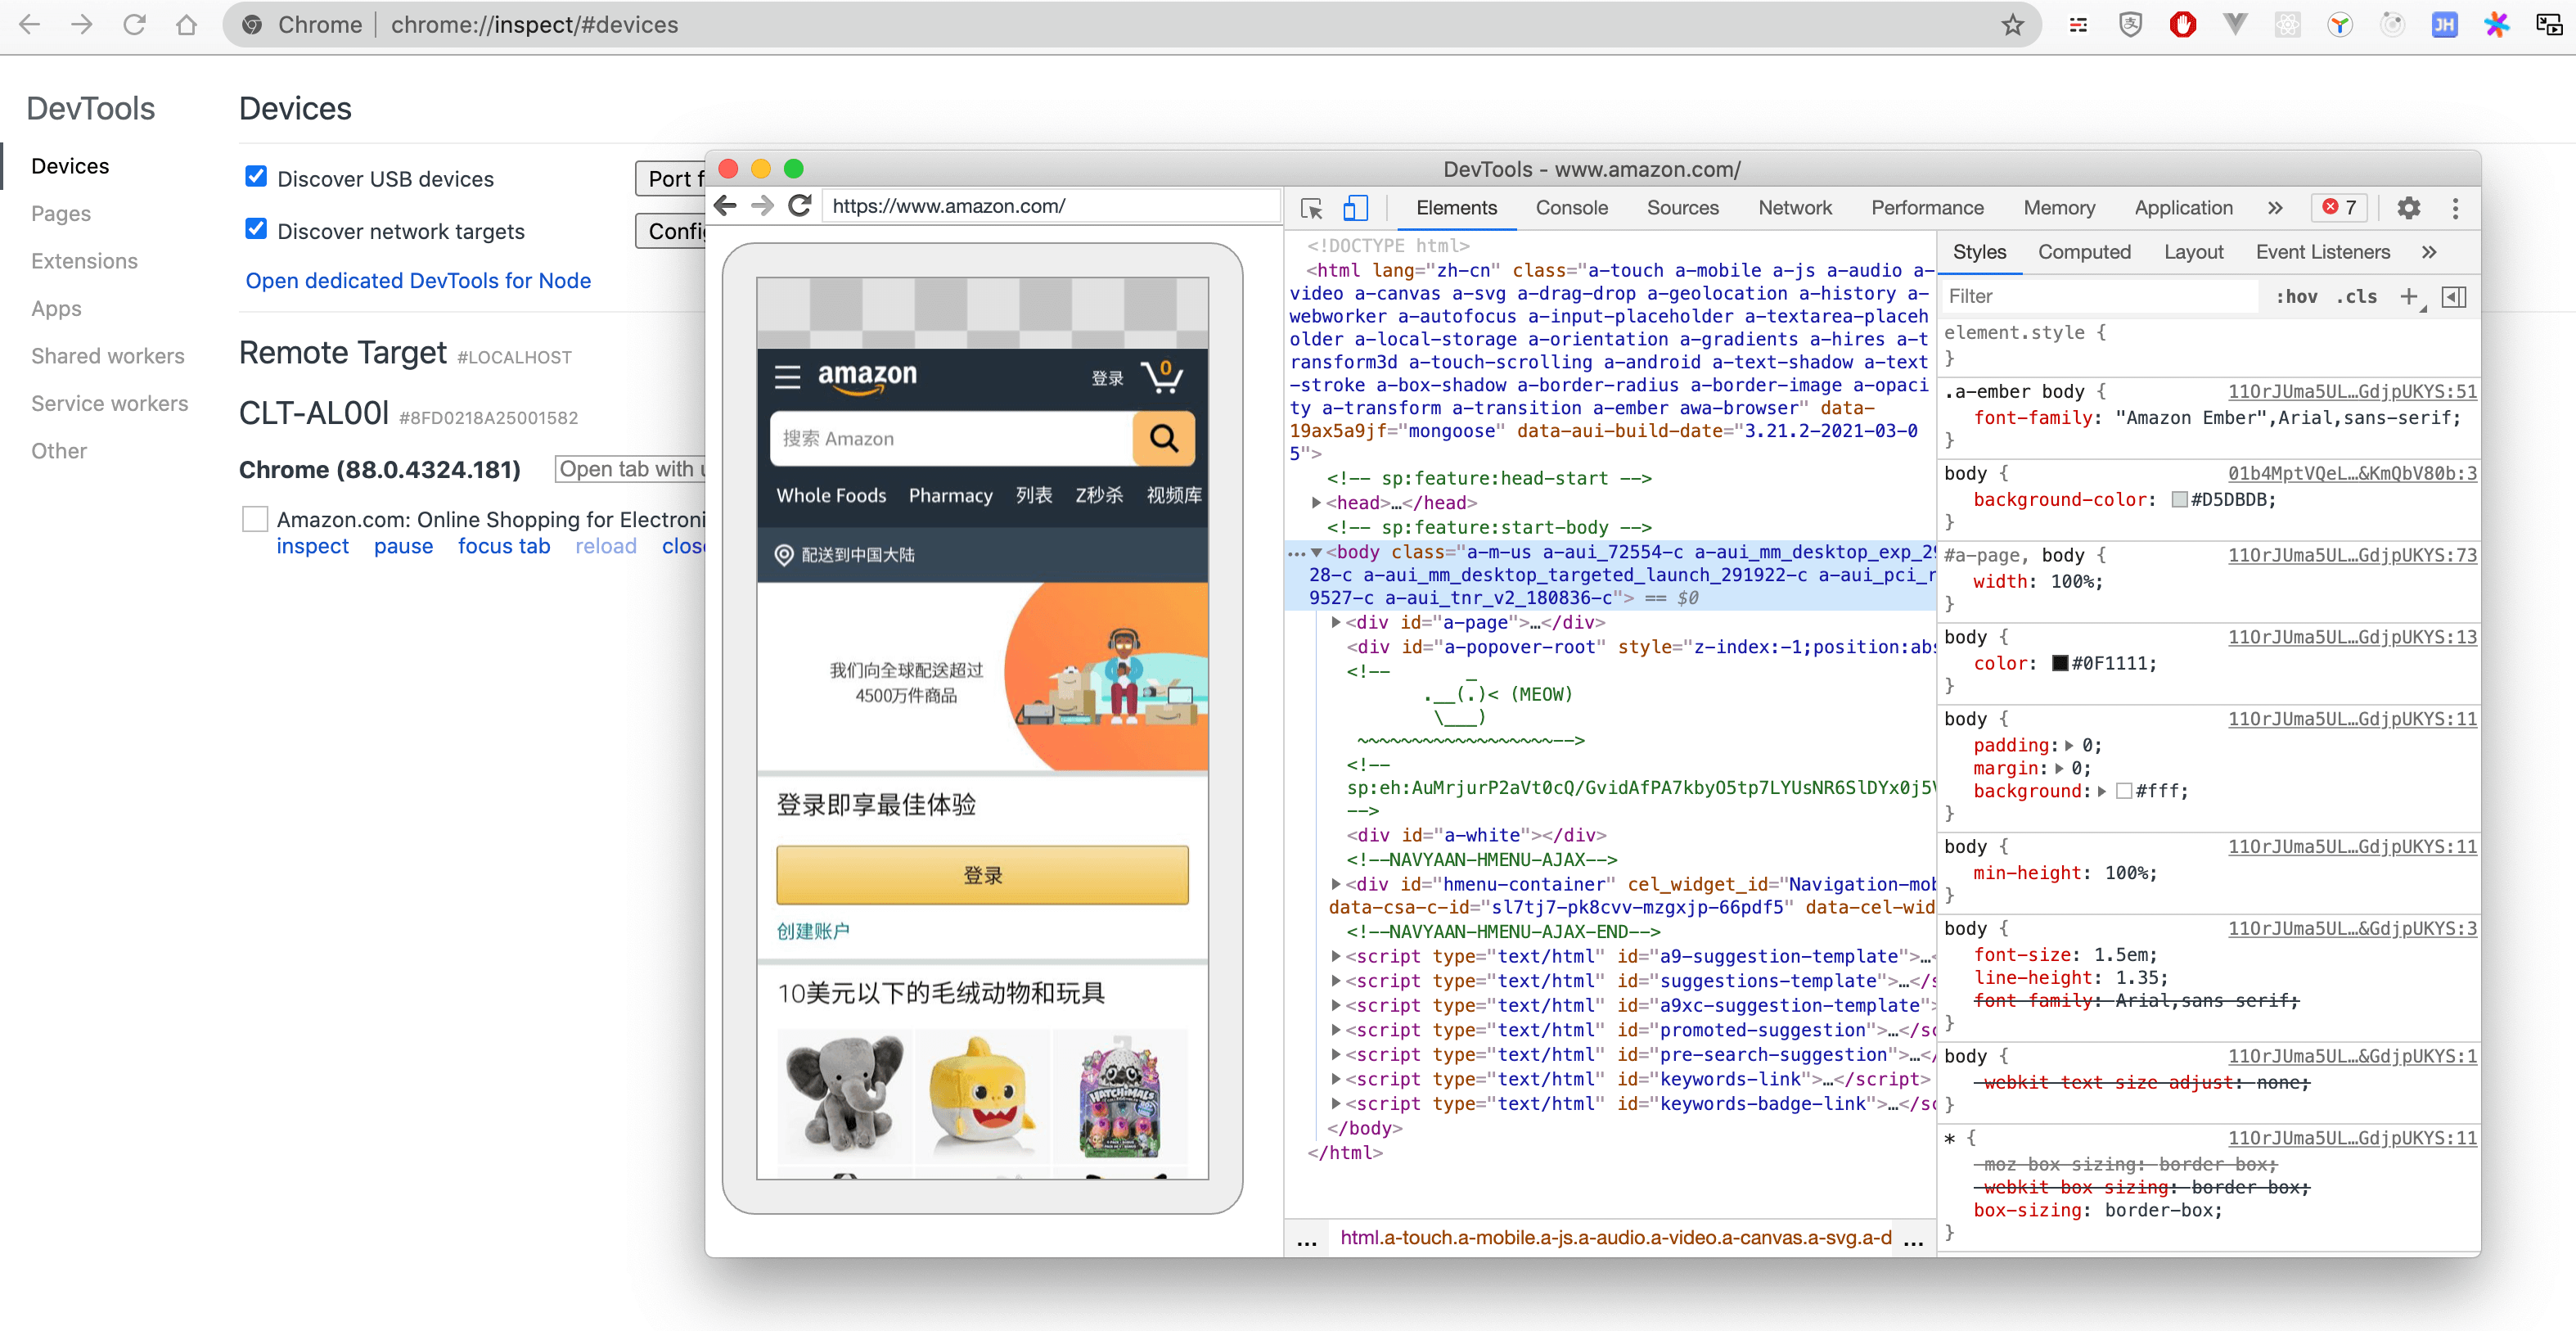 Chrome | chrome://inspect/#devices
DevTools
Devices
Pages
Extensions
Apps
Shared workers
Service workers
Other
Devices
Discover USB devices
Port f
Discover network targets
Config
Open dedicated DevTools for Node
Remote Target #LOCALHOST
CLT-AL00l #8FD0218A25001582
Chrome (88.0.4324.181)
Open tab with u
Amazon.com: Online Shopping for Electroni
inspect pause focus tab reload close
DevTools - www.amazon.com/
https://www.amazon.com/
amazon
登录
0
搜索 Amazon
Whole Foods Pharmacy 列表 Z秒杀 视频库
配送到中国大陆
我们向全球配送超过
4500万件商品
登录即享最佳体验
登录
创建账户
10美元以下的毛绒动物和玩具
HATCHiMALS
Elements Console Sources Network Performance Memory Application » 7
<!DOCTYPE html>
<html lang="zh-cn" class="a-touch a-mobile a-js a-audio a-
video a-canvas a-svg a-drag-drop a-geolocation a-history a-
webworker a-autofocus a-input-placeholder a-textarea-placeh
older a-local-storage a-orientation a-gradients a-hires a-t
ransform3d a-touch-scrolling a-android a-text-shadow a-text
-stroke a-box-shadow a-border-radius a-border-image a-opaci
ty a-transform a-transition a-ember awa-browser" data-
19ax5a9jf="mongoose" data-aui-build-date="3.21.2-2021-03-0
5">
<!-- sp:feature:head-start -->
<head>…</head>
<!-- sp:feature:start-body -->
…<body class="a-m-us a-aui_72554-c a-aui_mm_desktop_exp_29
28-c a-aui_mm_desktop_targeted_launch_291922-c a-aui_pci_r
9527-c a-aui_tnr_v2_180836-c"> == $0
<div id="a-page">…</div>
<div id="a-popover-root" style="z-index:-1;position:abs
<!--       _
.__(.)< (MEOW)
\___)
~~~~~~~~~~~~~~~~~~-->
<!--
sp:eh:AuMrjurP2aVt0cQ/GvidAfPA7kbyO5tp7LYUsNR6SlDYx0j5V
-->
<div id="a-white"></div>
<!--NAVYAAN-HMENU-AJAX-->
<div id="hmenu-container" cel_widget_id="Navigation-mob
data-csa-c-id="sl7tj7-pk8cvv-mzgxjp-66pdf5" data-cel-wid
<!--NAVYAAN-HMENU-AJAX-END-->
<script type="text/html" id="a9-suggestion-template">…<
<script type="text/html" id="suggestions-template">…</s
<script type="text/html" id="a9xc-suggestion-template">
<script type="text/html" id="promoted-suggestion">…</sc
<script type="text/html" id="pre-search-suggestion">…</
<script type="text/html" id="keywords-link">…</script>
<script type="text/html" id="keywords-badge-link">…</sc
</body>
</html>
… html.a-touch.a-mobile.a-js.a-audio.a-video.a-canvas.a-svg.a-d …
Styles Computed Layout Event Listeners »
Filter :hov .cls +
element.style {
}
.a-ember body { 11OrJUma5UL…GdjpUKYS:51
font-family: "Amazon Ember",Arial,sans-serif;
}
body { 01b4MptVQeL…&KmQbV80b:3
background-color: #D5DBDB;
}
#a-page, body { 11OrJUma5UL…GdjpUKYS:73
width: 100%;
}
body { 11OrJUma5UL…GdjpUKYS:13
color: #0F1111;
}
body { 11OrJUma5UL…GdjpUKYS:11
padding: 0;
margin: 0;
background: #fff;
}
body { 11OrJUma5UL…GdjpUKYS:11
min-height: 100%;
}
body { 11OrJUma5UL…&GdjpUKYS:3
font-size: 1.5em;
line-height: 1.35;
font-family: Arial,sans-serif;
}
body { 11OrJUma5UL…&GdjpUKYS:1
-webkit-text-size-adjust: none;
}
* { 11OrJUma5UL…GdjpUKYS:11
-moz-box-sizing: border-box;
-webkit-box-sizing: border-box;
box-sizing: border-box;
}